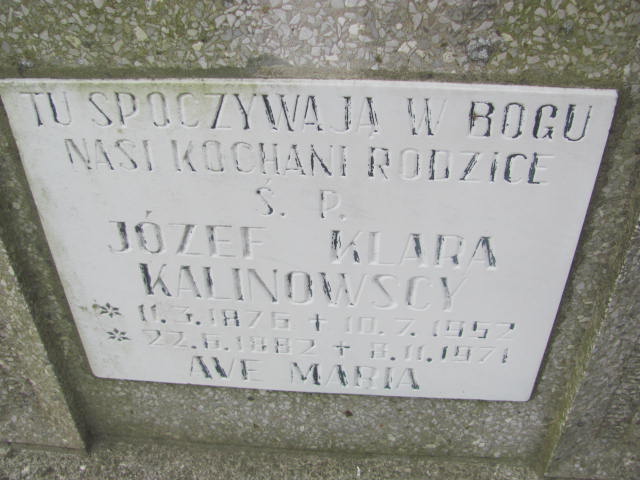 TU SPOCZYWAJĄ W BOGU
NASI KOCHANI RODZICE
Ś. P.
JÓZEF KLARA
KALINOWSCY
* 11.3.1876 + 10.7.1952
* 22.6.1882 + 8.11.1971
AVE MARIA